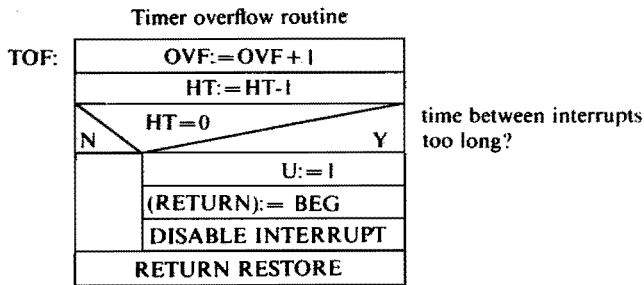 Timer overflow routine
TOF: OVF:=OVF+1
HT:=HT-1
HT=0
N Y
time between interrupts
too long?
U:=1
(RETURN):= BEG
DISABLE INTERRUPT
RETURN RESTORE